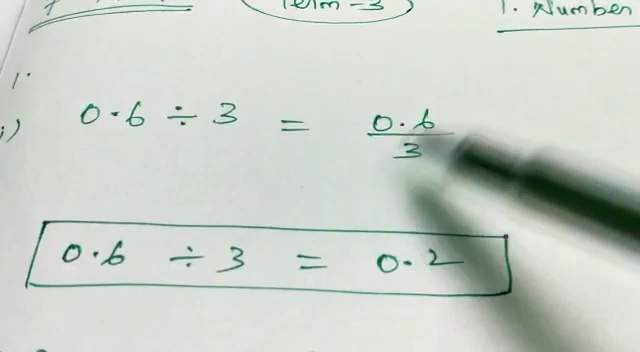 Term-3
1. Number
1.
i) 0.6 ÷ 3 = 0.6/3
0.6 ÷ 3 = 0.2